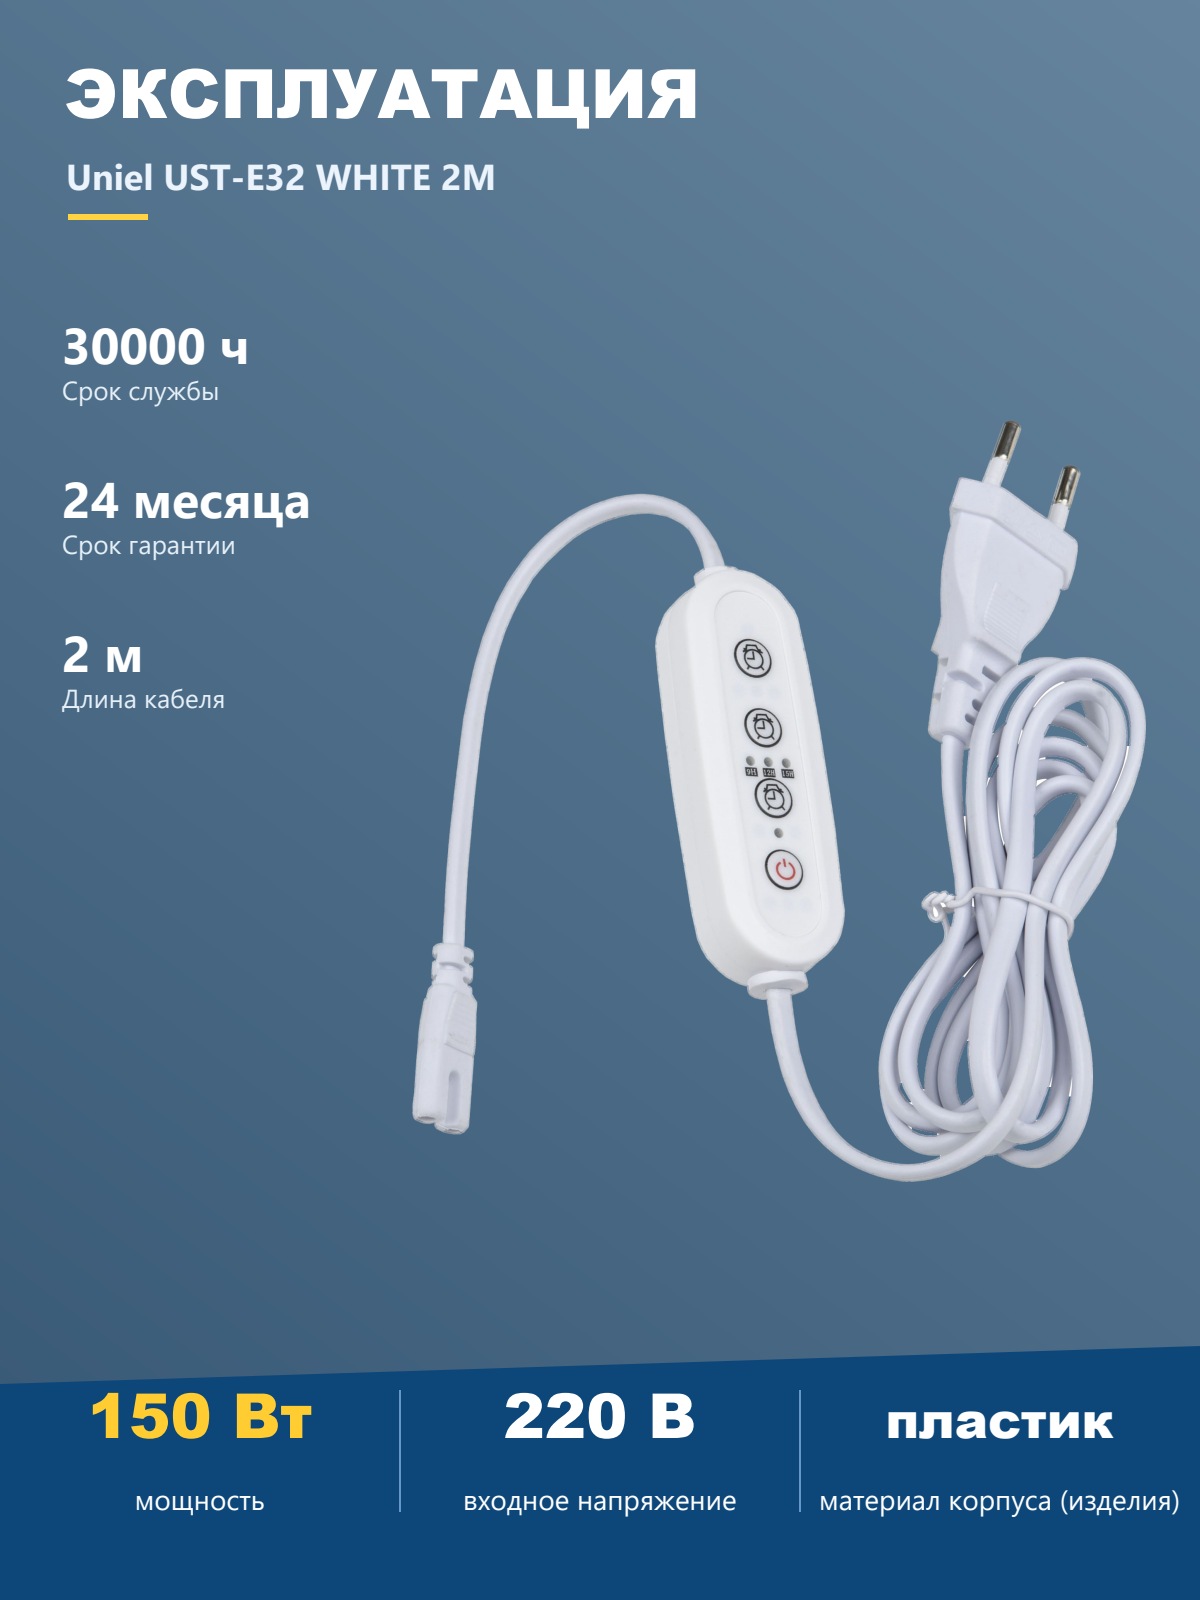 ЭКСПЛУАТАЦИЯ
Uniel UST-E32 WHITE 2M
30000 ч
Срок службы
24 месяца
Срок гарантии
2 м
Длина кабеля
150 Вт
мощность
220 В
входное напряжение
пластик
материал корпуса (изделия)